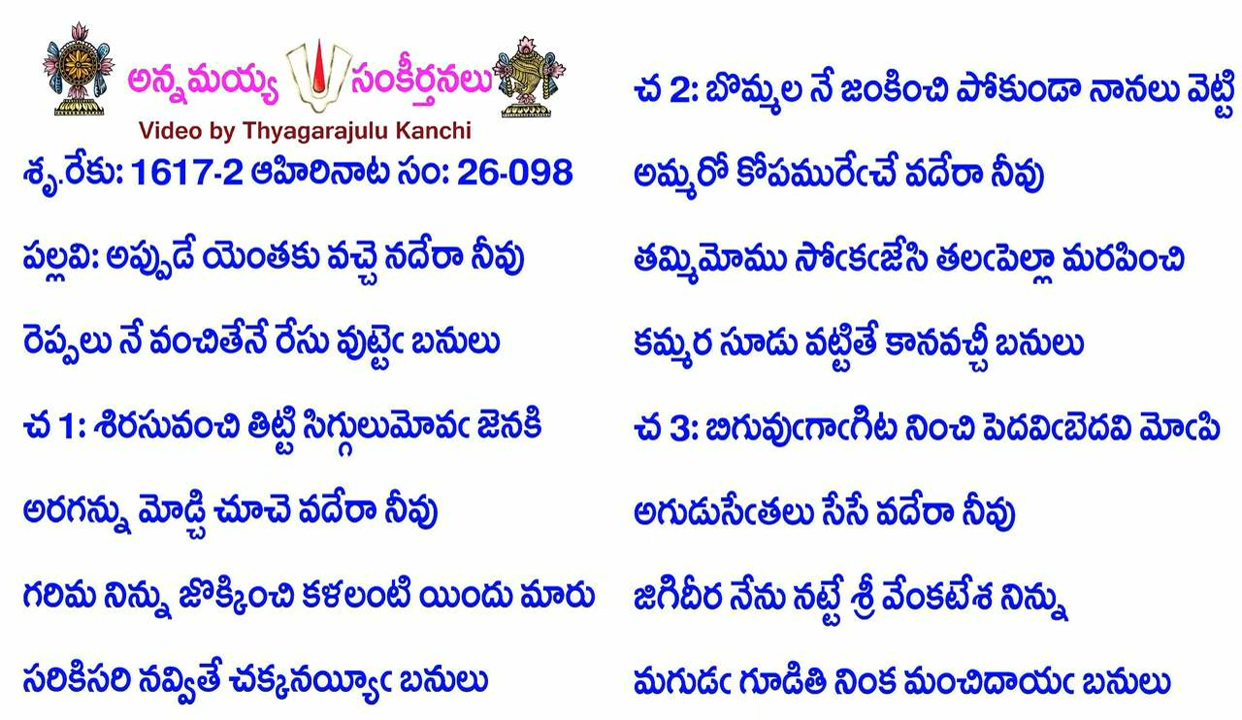 అన్నమయ్య సంకీర్తనలు
Video by Thyagarajulu Kanchi
శృ.రేకు: 1617-2 ఆహిరినాట సం: 26-098
పల్లవి: అప్పుడే యెంతకు వచ్చె నదేరా నీవు
రెప్పలు నే వంచితేనే రేసు వుట్టెఁ బనులు
చ 1: శిరసువంచి తిట్టి సిగ్గులుమోవఁ జెనకి
అరగన్ను మోడ్చి చూచె వదేరా నీవు
గరిమ నిన్ను జొక్కించి కళలంటి యిందు మారు
సరికిసరి నవ్వితే చక్కనయ్యీఁ బనులు
చ 2: బొమ్మల నే జంకించి పోకుండా నానలు వెట్టి
అమ్మరో కోపమురేఁచే వదేరా నీవు
తమ్మిమోము సోఁకఁజేసి తలఁపెల్లా మరపించి
కమ్మర సూడు వట్టితే కానవచ్చీ బనులు
చ 3: బిగువుఁగాఁగిట నించి పెదవిఁబెదవి మోఁపి
అగుడుసేఁతలు సేసే వదేరా నీవు
జిగిదీర నేను నట్టే శ్రీ వేంకటేశ నిన్ను
మగుడఁ గూడితి నింక మంచిదాయఁ బనులు